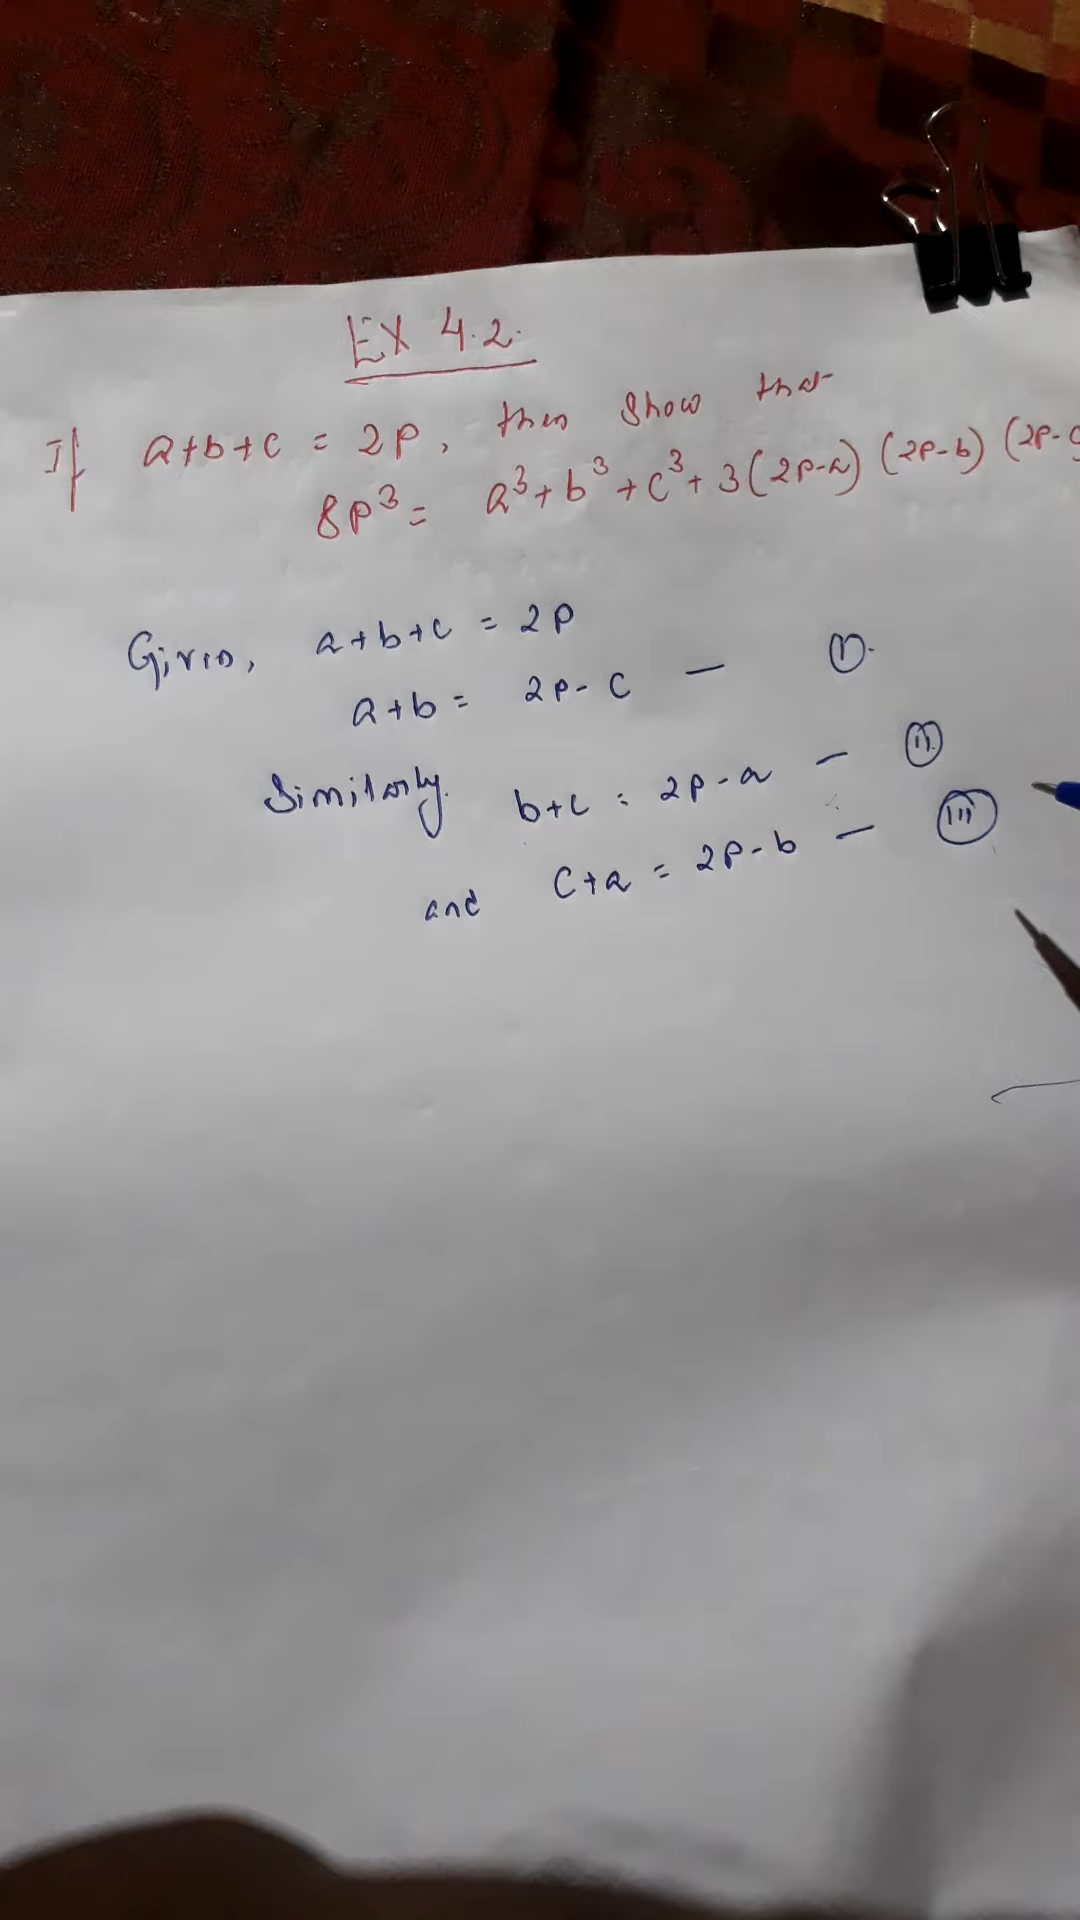 EX 4.2.
If a+b+c = 2P, then show that
8P³ = a³+b³+c³+3(2P-a)(2P-b)(2P-c
Given, a+b+c = 2P
a+b = 2P-C — (I).
Similarly. b+c = 2P-a — (II)
and C+a = 2P-b — (III)